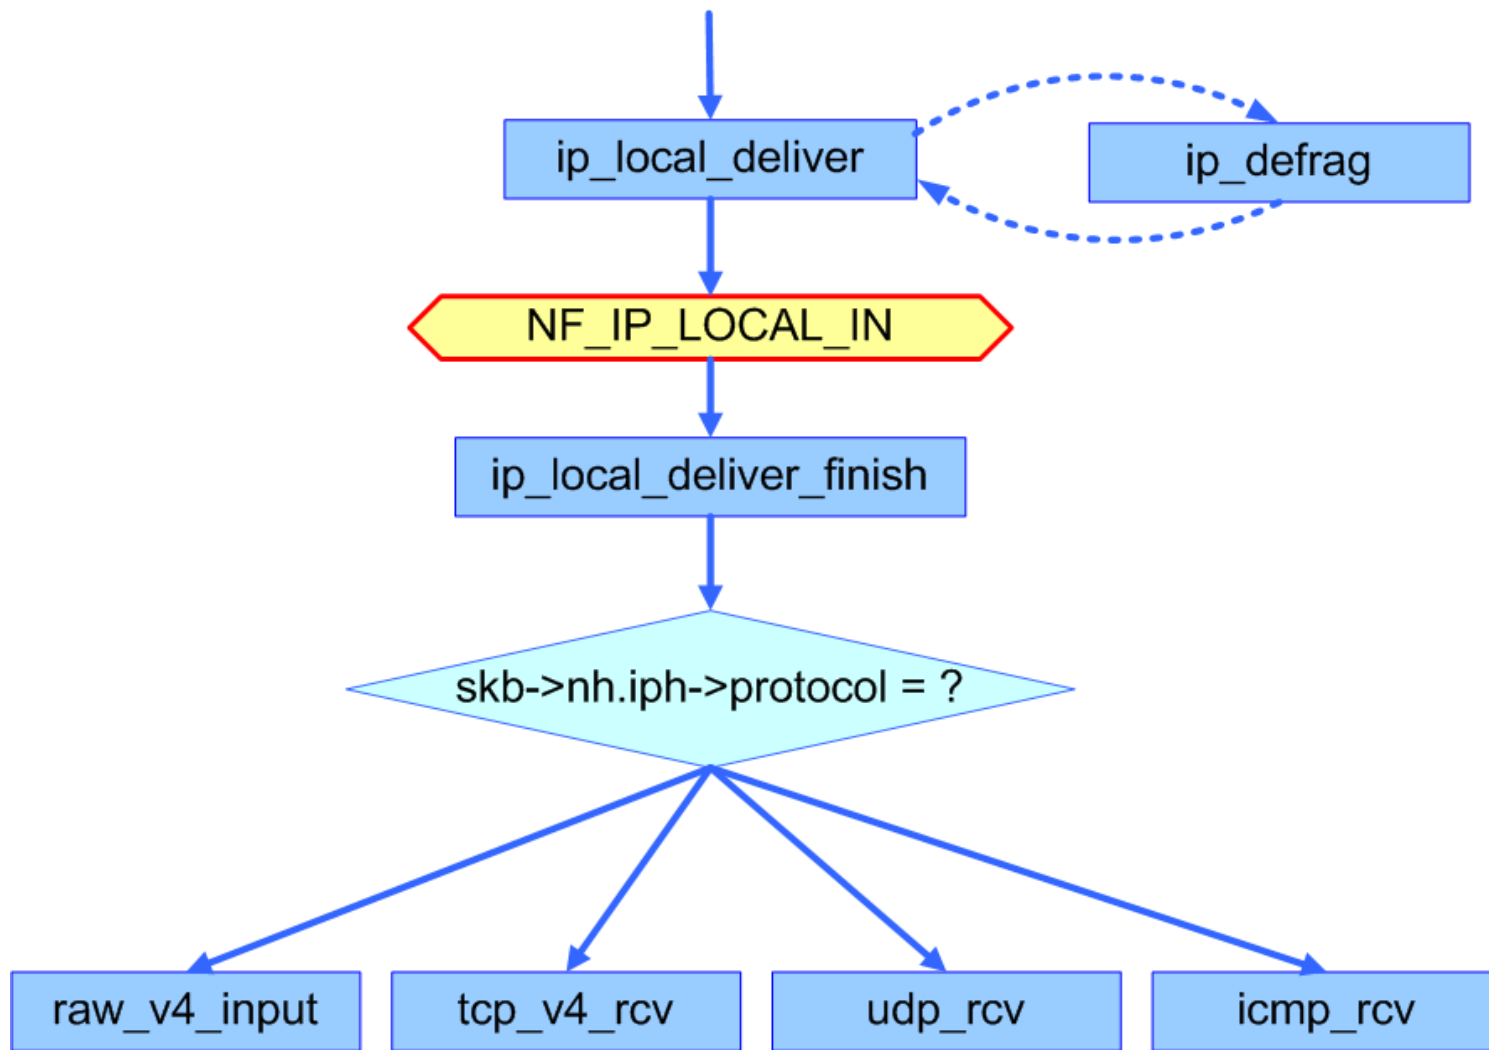 ip_local_deliver
ip_defrag
NF_IP_LOCAL_IN
ip_local_deliver_finish
skb->nh.iph->protocol = ?
raw_v4_input
tcp_v4_rcv
udp_rcv
icmp_rcv